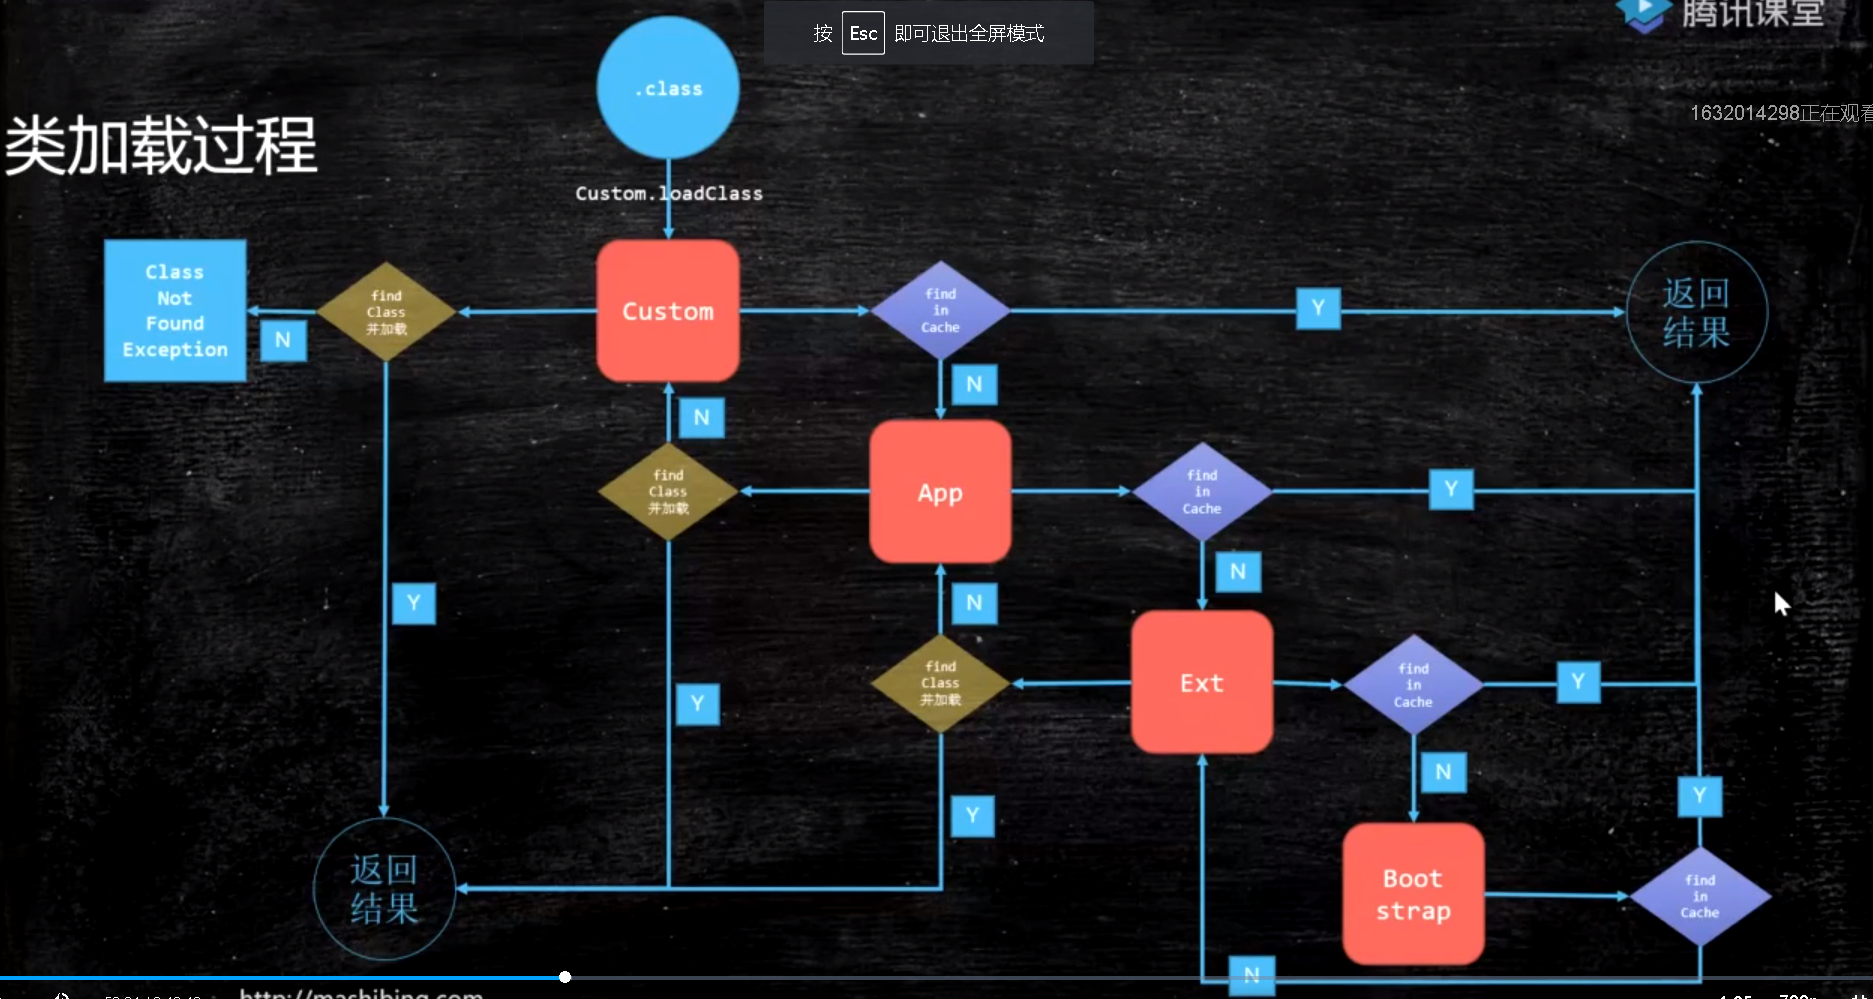 按 Esc 即可退出全屏模式
腾讯课堂
1632014298正在观看
类加载过程
.class
Custom.loadClass
Class
Not
Found
Exception
N
find
Class
并加载
Custom
find
in
Cache
Y
返回
结果
N
N
find
Class
并加载
App
find
in
Cache
Y
N
Y
N
find
Class
并加载
Ext
find
in
Cache
Y
Y
N
Y
Y
返回
结果
Boot
strap
find
in
Cache
N
http://mashibing.com